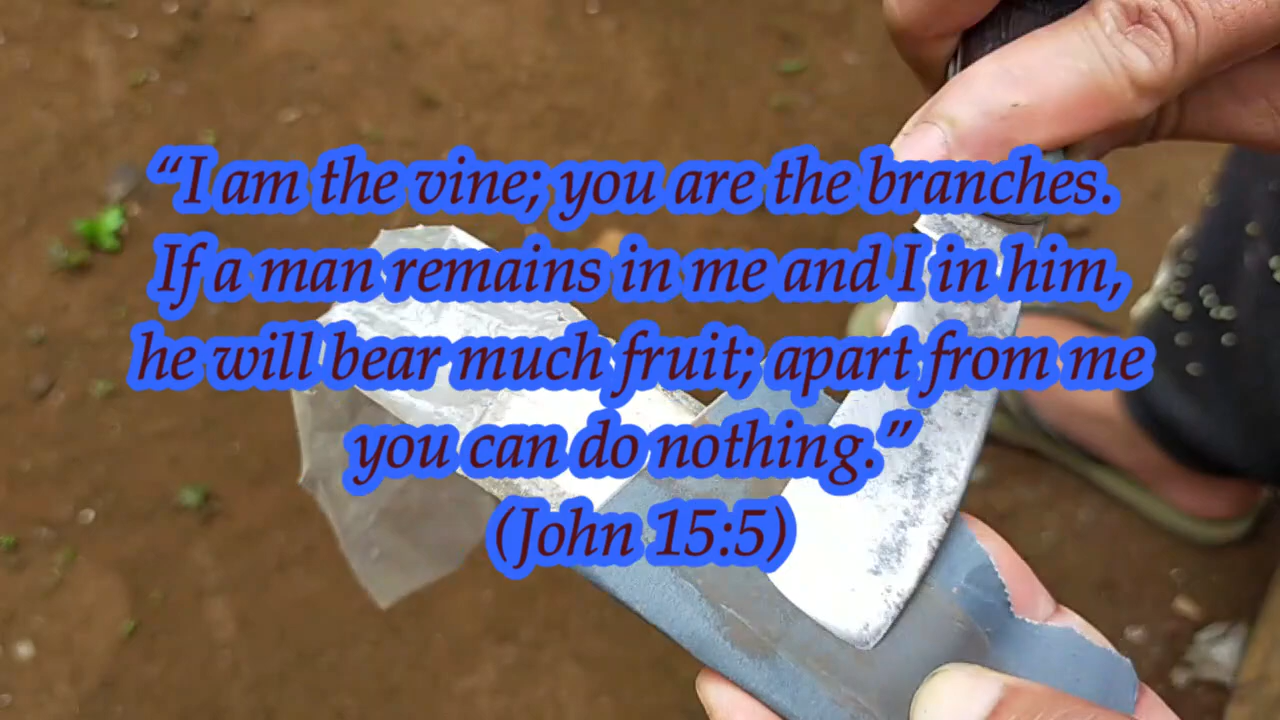 “I am the vine; you are the branches.
If a man remains in me and I in him,
he will bear much fruit; apart from me
you can do nothing.”
(John 15:5)